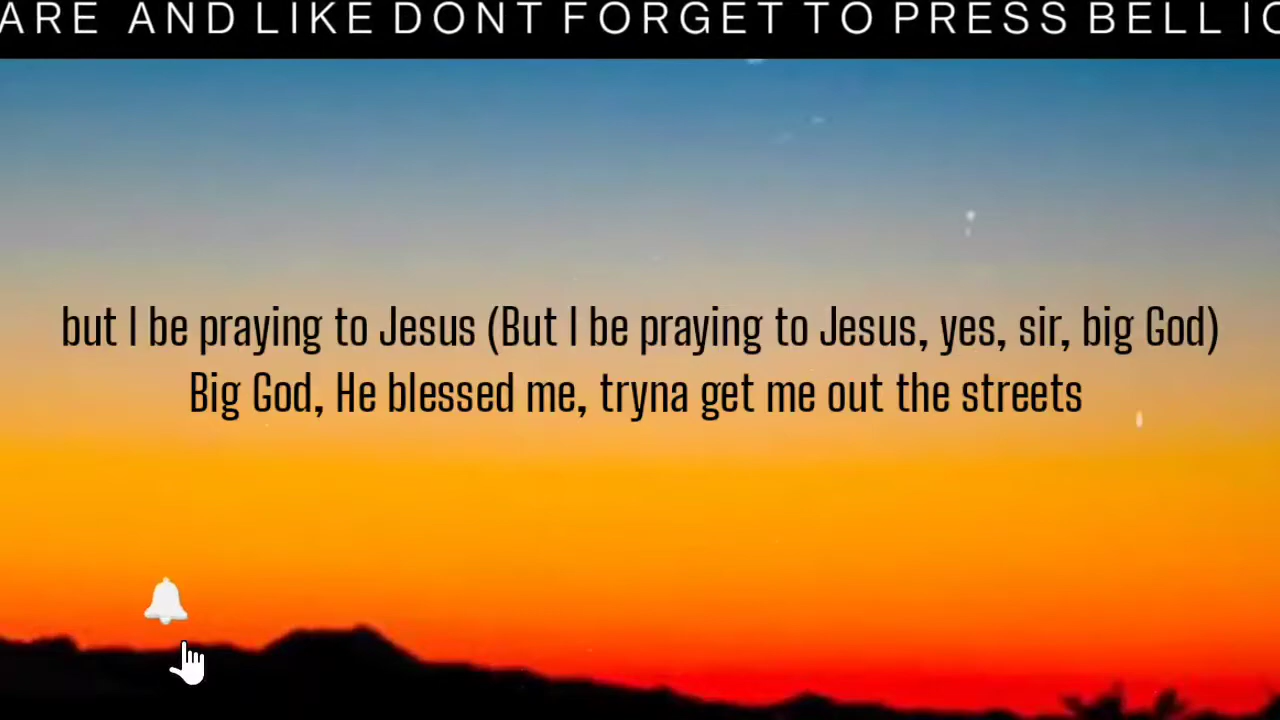 ARE AND LIKE DONT FORGET TO PRESS BELL
but I be praying to Jesus (But I be praying to Jesus, yes, sir, big God)
Big God, He blessed me, tryna get me out the streets